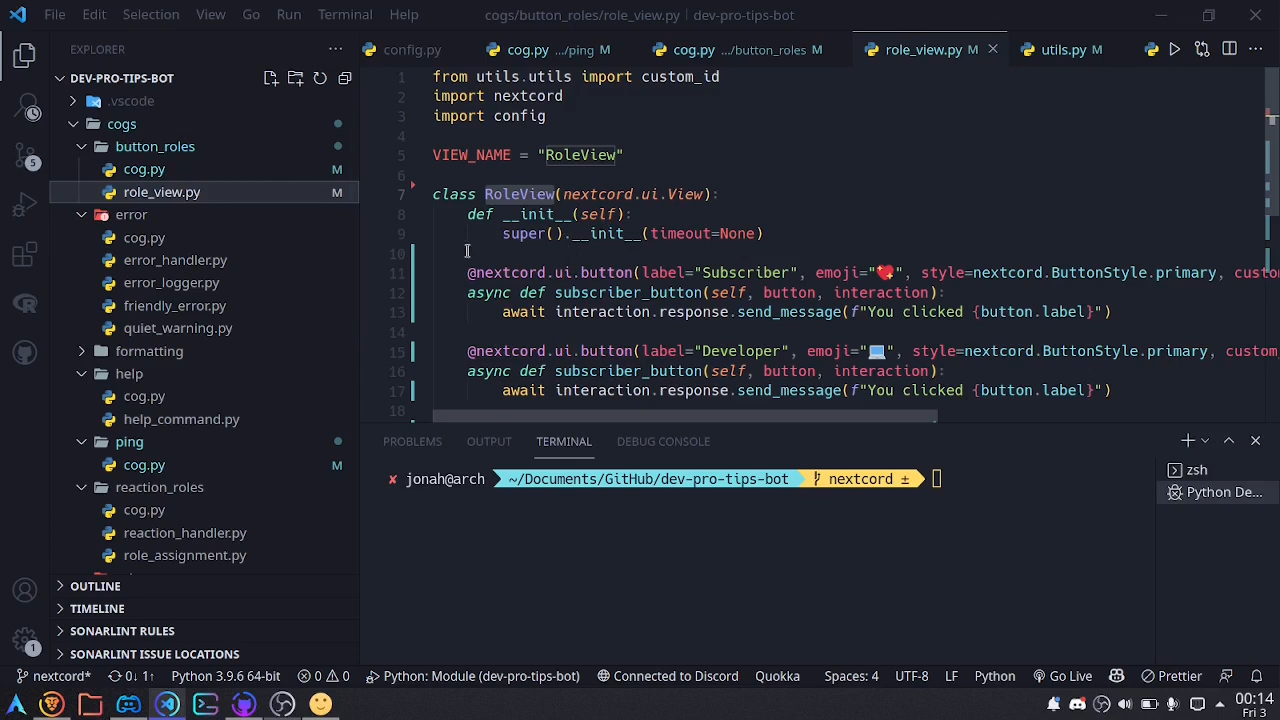 File Edit Selection View Go Run Terminal Help cogs/button_roles/role_view.py | dev-pro-tips-bot
EXPLORER
DEV-PRO-TIPS-BOT
.vscode
cogs
button_roles
cog.py M
role_view.py M
error
cog.py
error_handler.py
error_logger.py
friendly_error.py
quiet_warning.py
formatting
help
cog.py
help_command.py
ping
cog.py M
reaction_roles
cog.py
reaction_handler.py
role_assignment.py
OUTLINE
TIMELINE
SONARLINT RULES
SONARLINT ISSUE LOCATIONS
5
1
config.py cog.py .../ping M cog.py .../button_roles M role_view.py M utils.py M
1 from utils.utils import custom_id
2 import nextcord
3 import config
4
5 VIEW_NAME = "RoleView"
6
7 class RoleView(nextcord.ui.View):
8 def __init__(self):
9 super().__init__(timeout=None)
10
11 @nextcord.ui.button(label="Subscriber", emoji="💖", style=nextcord.ButtonStyle.primary, custo
12 async def subscriber_button(self, button, interaction):
13 await interaction.response.send_message(f"You clicked {button.label}")
14
15 @nextcord.ui.button(label="Developer", emoji="💻", style=nextcord.ButtonStyle.primary, custom
16 async def subscriber_button(self, button, interaction):
17 await interaction.response.send_message(f"You clicked {button.label}")
18
PROBLEMS OUTPUT TERMINAL DEBUG CONSOLE
✘ jonah@arch ~/Documents/GitHub/dev-pro-tips-bot nextcord ±
zsh
Python De...
nextcord* 0↓ 1↑ Python 3.9.6 64-bit 0 0 Python: Module (dev-pro-tips-bot) Connected to Discord Quokka Spaces: 4 UTF-8 LF Python Go Live Prettier
00:14
Fri 3